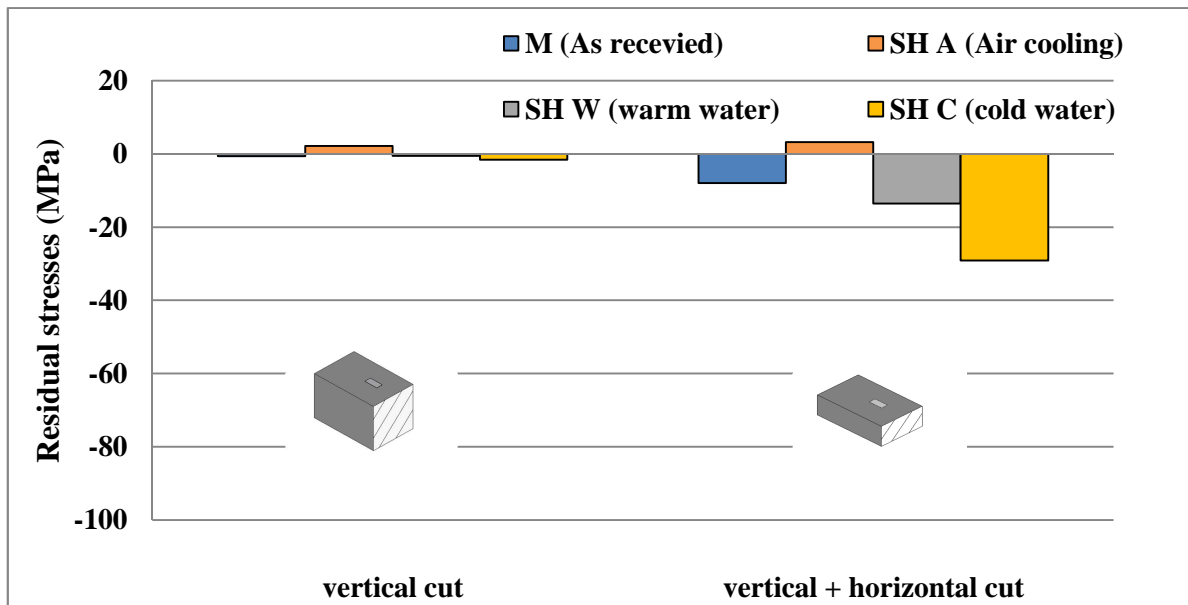 M (As recevied) SH A (Air cooling)
20
SH W (warm water) SH C (cold water)
0
-20
-40
-60
-80
-100
Residual stresses (MPa)
vertical cut vertical + horizontal cut